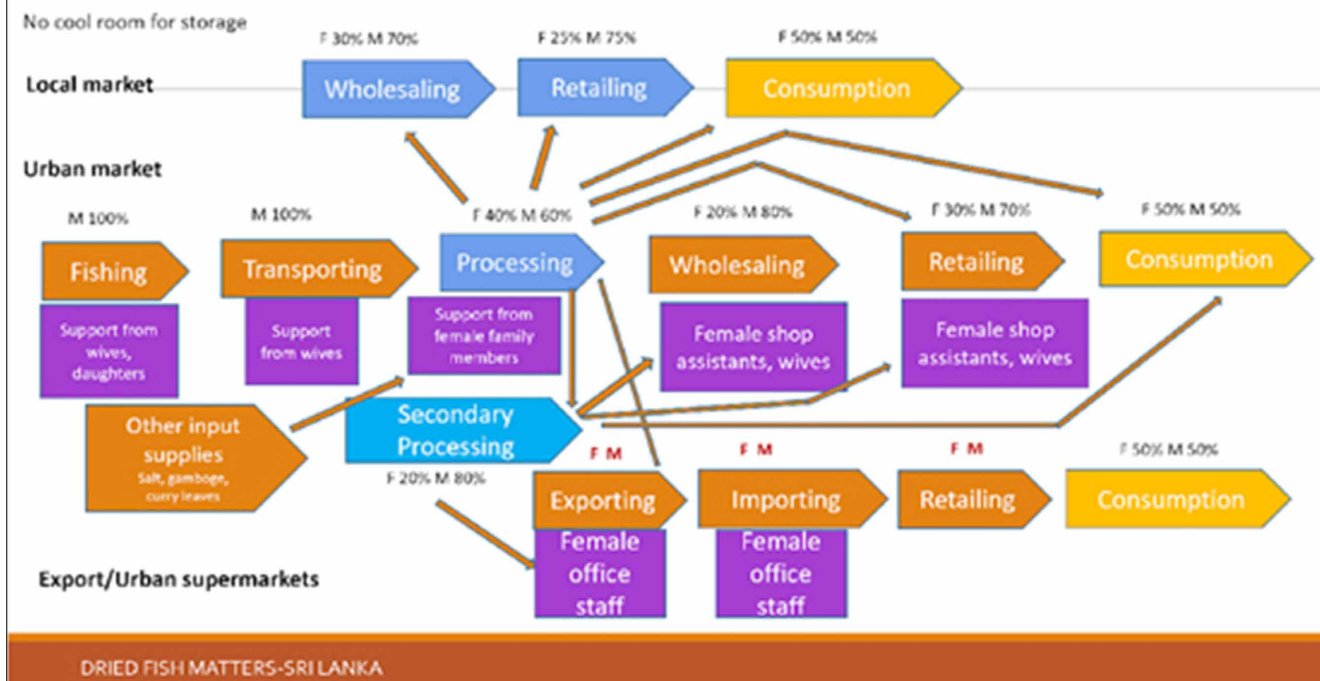 No cool room for storage
F 30% M 70%
F 25% M 75%
F 50% M 50%
Local market
Wholesaling
Retailing
Consumption
Urban market
M 100%
M 100%
F 40% M 60%
F 20% M 80%
F 30% M 70%
F 50% M 50%
Fishing
Transporting
Processing
Wholesaling
Retailing
Consumption
Support from
wives,
daughters
Support
from wives
Support from
female family
members
Female shop
assistants, wives
Female shop
assistants, wives
Other input
supplies
Salt, gamboge,
curry leaves
Secondary
Processing
F 20% M 80%
F M
F M
F M
F 50% M 50%
Exporting
Importing
Retailing
Consumption
Female
office
staff
Female
office
staff
Export/Urban supermarkets
DRIED FISH MATTERS-SRI LANKA